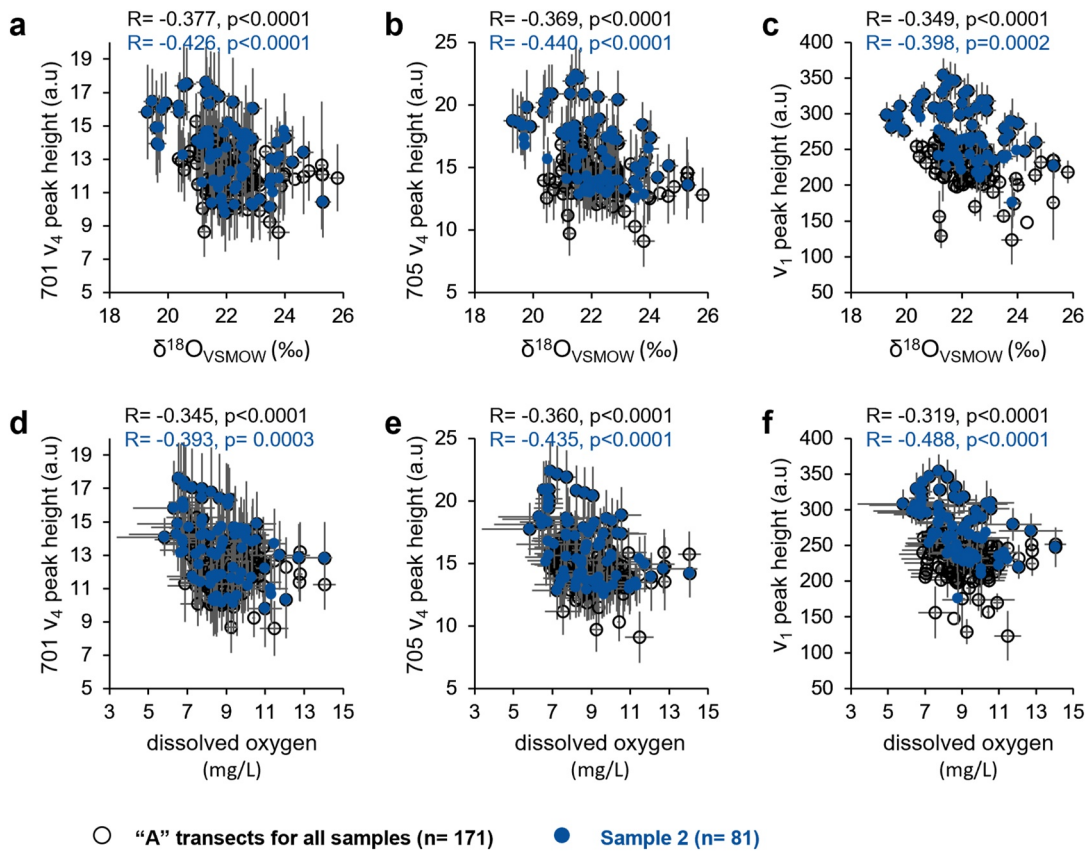 a
R= -0.377, p<0.0001
R= -0.426, p<0.0001
701 v4 peak height (a.u)
19
17
15
13
11
9
7
5
18 20 22 24 26
δ18OVSMOW (‰)
b
R= -0.369, p<0.0001
R= -0.440, p<0.0001
705 v4 peak height (a.u)
25
20
15
10
5
18 20 22 24 26
δ18OVSMOW (‰)
c
R= -0.349, p<0.0001
R= -0.398, p=0.0002
v1 peak height (a.u)
400
350
300
250
200
150
100
50
18 20 22 24 26
δ18OVSMOW (‰)
d
R= -0.345, p<0.0001
R= -0.393, p= 0.0003
701 v4 peak height (a.u)
19
17
15
13
11
9
7
5
3 5 7 9 11 13 15
dissolved oxygen
(mg/L)
e
R= -0.360, p<0.0001
R= -0.435, p<0.0001
705 v4 peak height (a.u)
25
20
15
10
5
3 5 7 9 11 13 15
dissolved oxygen
(mg/L)
f
R= -0.319, p<0.0001
R= -0.488, p<0.0001
v1 peak height (a.u)
400
350
300
250
200
150
100
50
3 5 7 9 11 13 15
dissolved oxygen
(mg/L)
“A” transects for all samples (n= 171)
Sample 2 (n= 81)